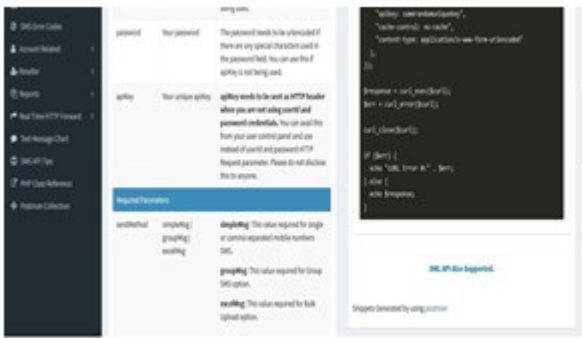 SMS Error Codes
Account Related
Reseller
Reports
Real Time HTTP Forward
Text Message Chart
SMS API Tips
PHP Class Reference
Postman Collection
being used.
password
Your password
The password needs to be urlencoded if
there are any special characters used in
the password field. You can use this if
apiKey is not being used.
apiKey
Your unique apiKey
apiKey needs to be sent as HTTP header
when you are not using userId and
password credentials. You can avail this
from your user control panel and use
instead of userid and password HTTP
Request parameter. Please do not disclose
this to anyone.
Required Parameters
sendMethod
simpleMsg |
groupMsg |
excelMsg
simpleMsg: This value required for single
or comma separated mobile numbers
SMS.
groupMsg: This value required for Group
SMS option.
excelMsg: This value required for Bulk
Upload option.
"apikey: somerandomuniquekey",
"cache-control: no-cache",
"content-type: application/x-www-form-urlencoded"
),
));
$response = curl_exec($curl);
$err = curl_error($curl);
curl_close($curl);
if ($err) {
echo "cURL Error #:" . $err;
} else {
echo $response;
}
XML API Also Supported.
Snippets Generated by using postman